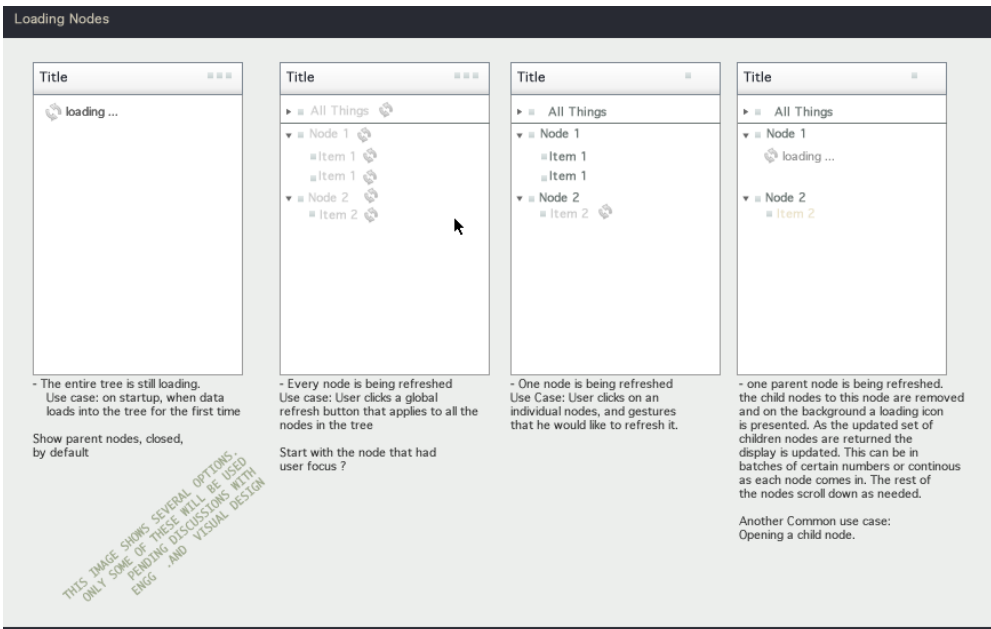 Loading Nodes
Title
loading ...
- The entire tree is still loading.
Use case: on startup, when data
loads into the tree for the first time
Show parent nodes, closed,
by default
THIS IMAGE SHOWS SEVERAL OPTIONS.
ONLY SOME OF THESE WILL BE USED
PENDING DISCUSSIONS WITH
ENGG .AND VISUAL DESIGN
Title
All Things
Node 1
Item 1
Item 1
Node 2
Item 2
- Every node is being refreshed
Use case: User clicks a global
refresh button that applies to all the
nodes in the tree
Start with the node that had
user focus ?
Title
All Things
Node 1
Item 1
Item 1
Node 2
Item 2
- One node is being refreshed
Use Case: User clicks on an
individual nodes, and gestures
that he would like to refresh it.
Title
All Things
Node 1
loading ...
Node 2
Item 2
- one parent node is being refreshed.
the child nodes to this node are removed
and on the background a loading icon
is presented. As the updated set of
children nodes are returned the
display is updated. This can be in
batches of certain numbers or continous
as each node comes in. The rest of
the nodes scroll down as needed.
Another Common use case:
Opening a child node.